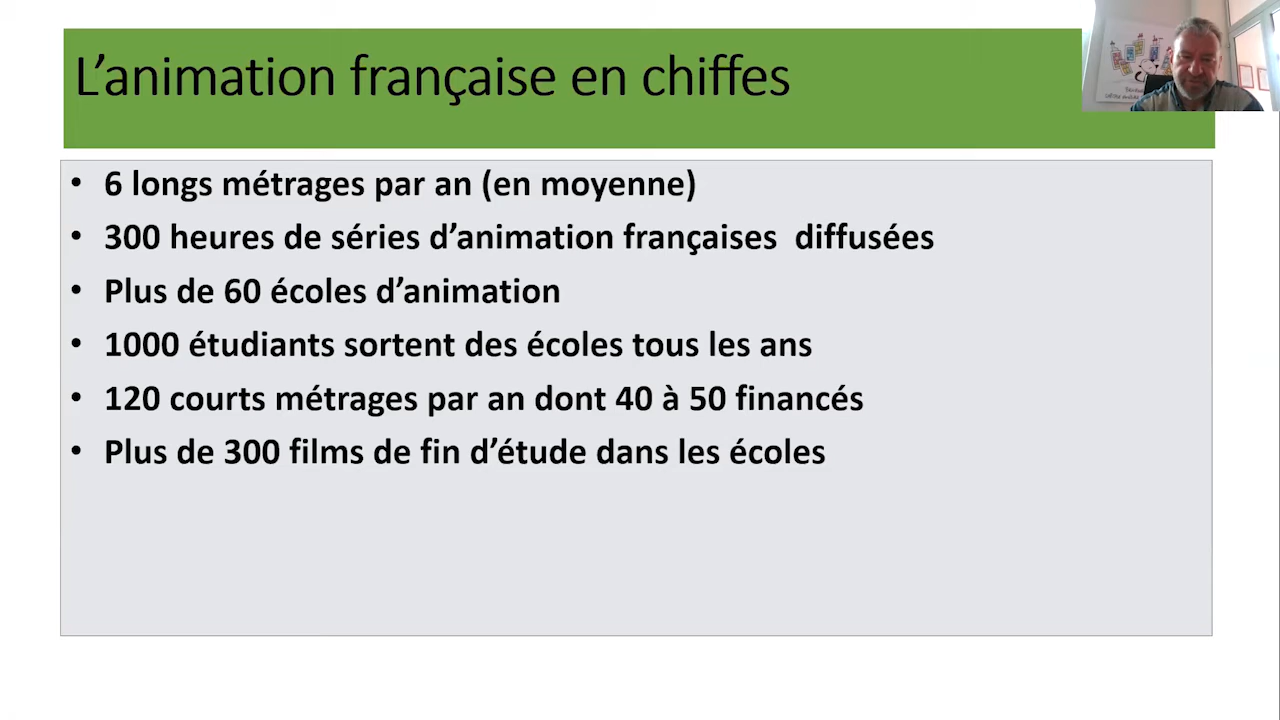 L’animation française en chiffes
• 6 longs métrages par an (en moyenne)
• 300 heures de séries d’animation françaises  diffusées
• Plus de 60 écoles d’animation
• 1000 étudiants sortent des écoles tous les ans
• 120 courts métrages par an dont 40 à 50 financés
• Plus de 300 films de fin d’étude dans les écoles